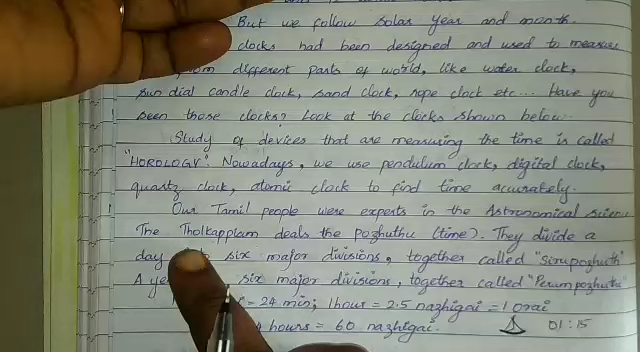 But we follow solar year and month.
clocks had been designed and used to measure
from different parts of world, like water clock,
sun dial candle clock, sand clock, rope clock etc... Have you
seen those clocks? Look at the clocks shown below.
Study of devices that are measuring the time is called
"HOROLOGY". Nowadays, we use pendulum clock, digital clock,
quartz clock, atomic clock to find time accurately.
Our Tamil people were experts in the Astronomical science
The Tholkappiam deals the pozhuthu (time). They divide a
day six major divisions, together called "Sirupozhuth
A six major divisions, together called "Perumpozhuthu
= 24 min; 1hour = 2.5 nazhigai = 1 Orai
hours = 60 nazhigai.
01:15